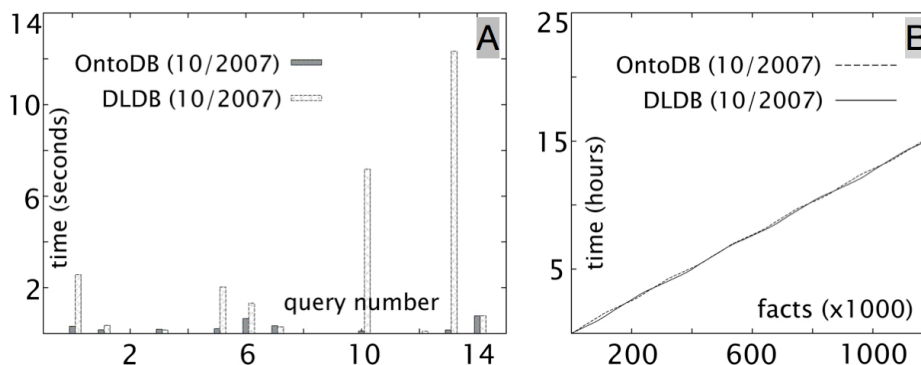 14
A
OntoDB (10/2007)
DLDB (10/2007)
10
time (seconds)
6
2
query number
2
6
10
14
25
B
OntoDB (10/2007)
DLDB (10/2007)
15
time (hours)
5
facts (x1000)
200
600
1000